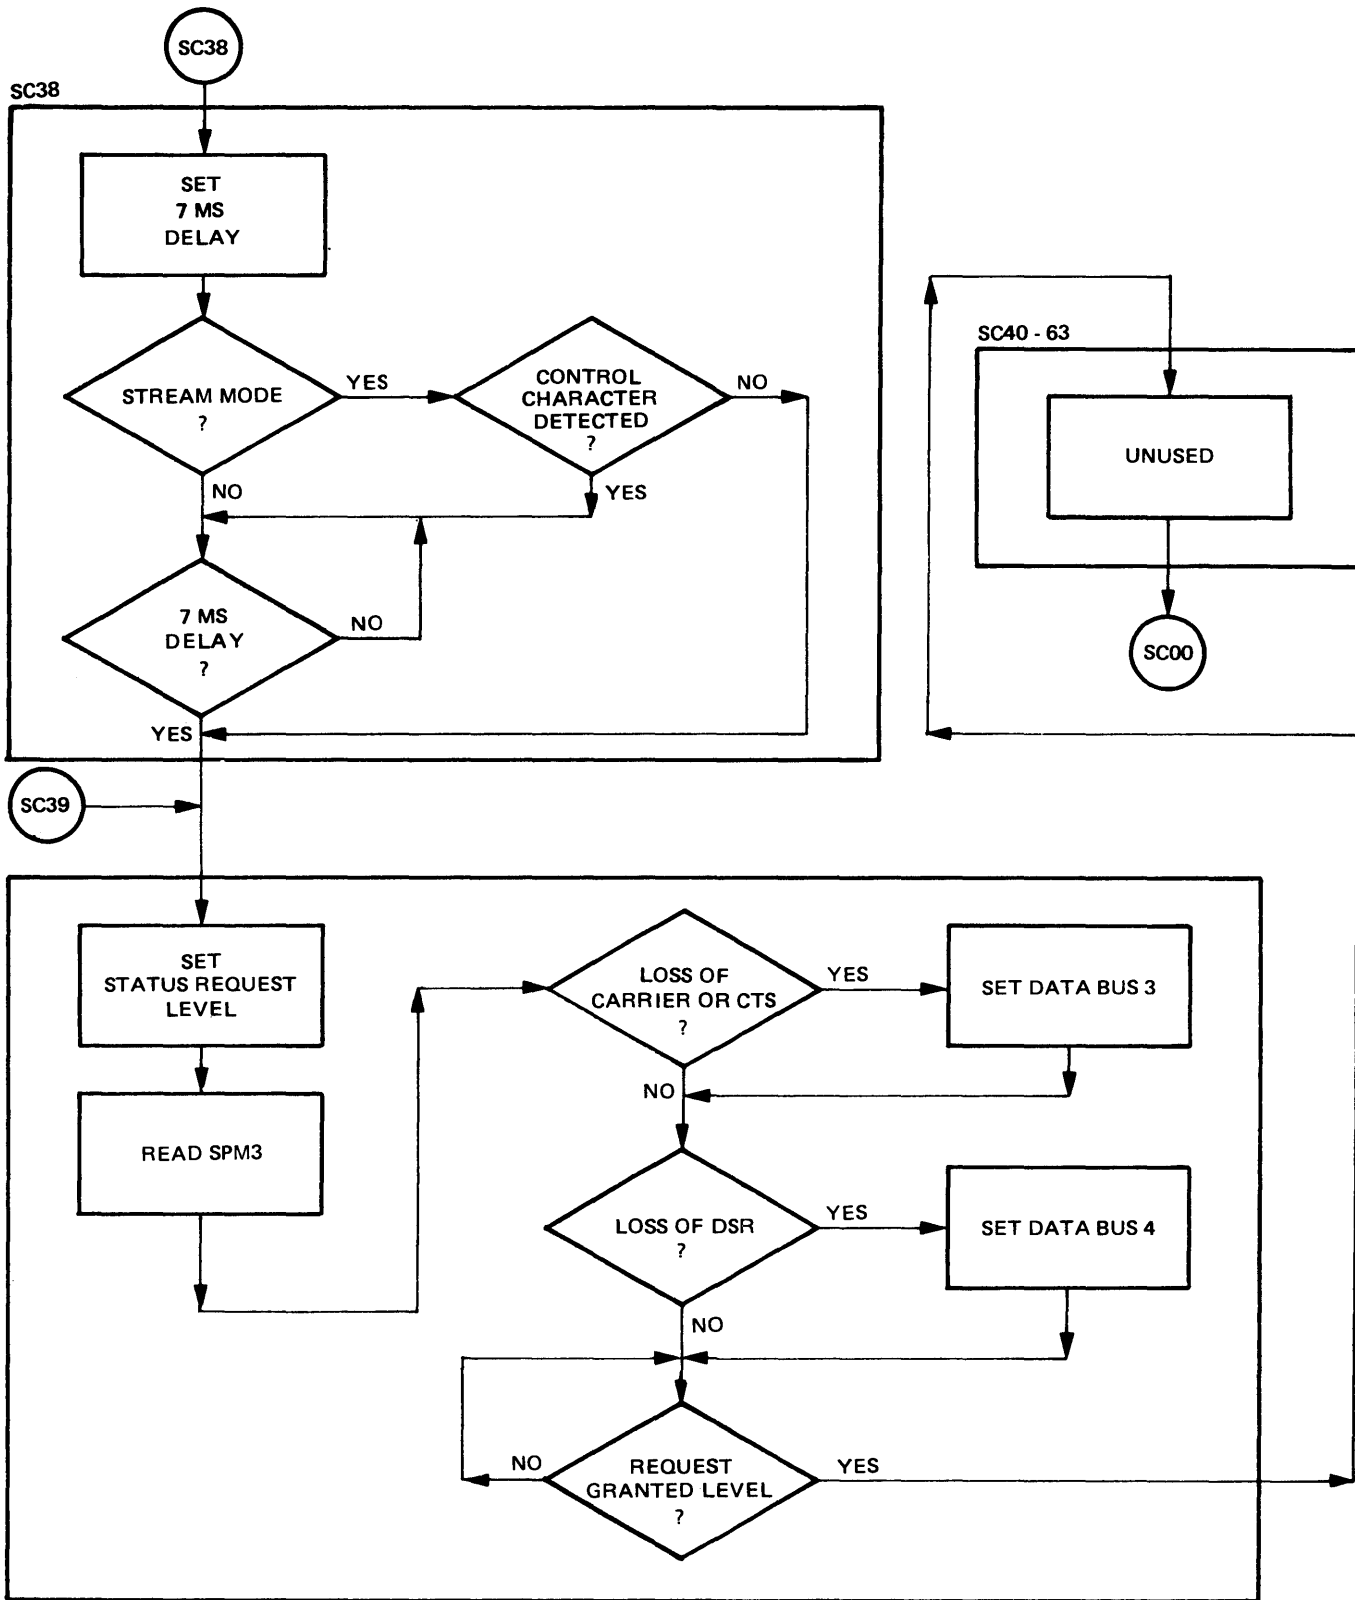 SC38
SC38
SET
7 MS
DELAY
STREAM MODE
?
YES
CONTROL
CHARACTER
DETECTED
?
NO
NO
YES
7 MS
DELAY
?
NO
YES
SC40 - 63
UNUSED
SC00
SC39
SET
STATUS REQUEST
LEVEL
READ SPM3
LOSS OF
CARRIER OR CTS
?
YES
SET DATA BUS 3
NO
LOSS OF DSR
?
YES
SET DATA BUS 4
NO
REQUEST
GRANTED LEVEL
?
NO
YES